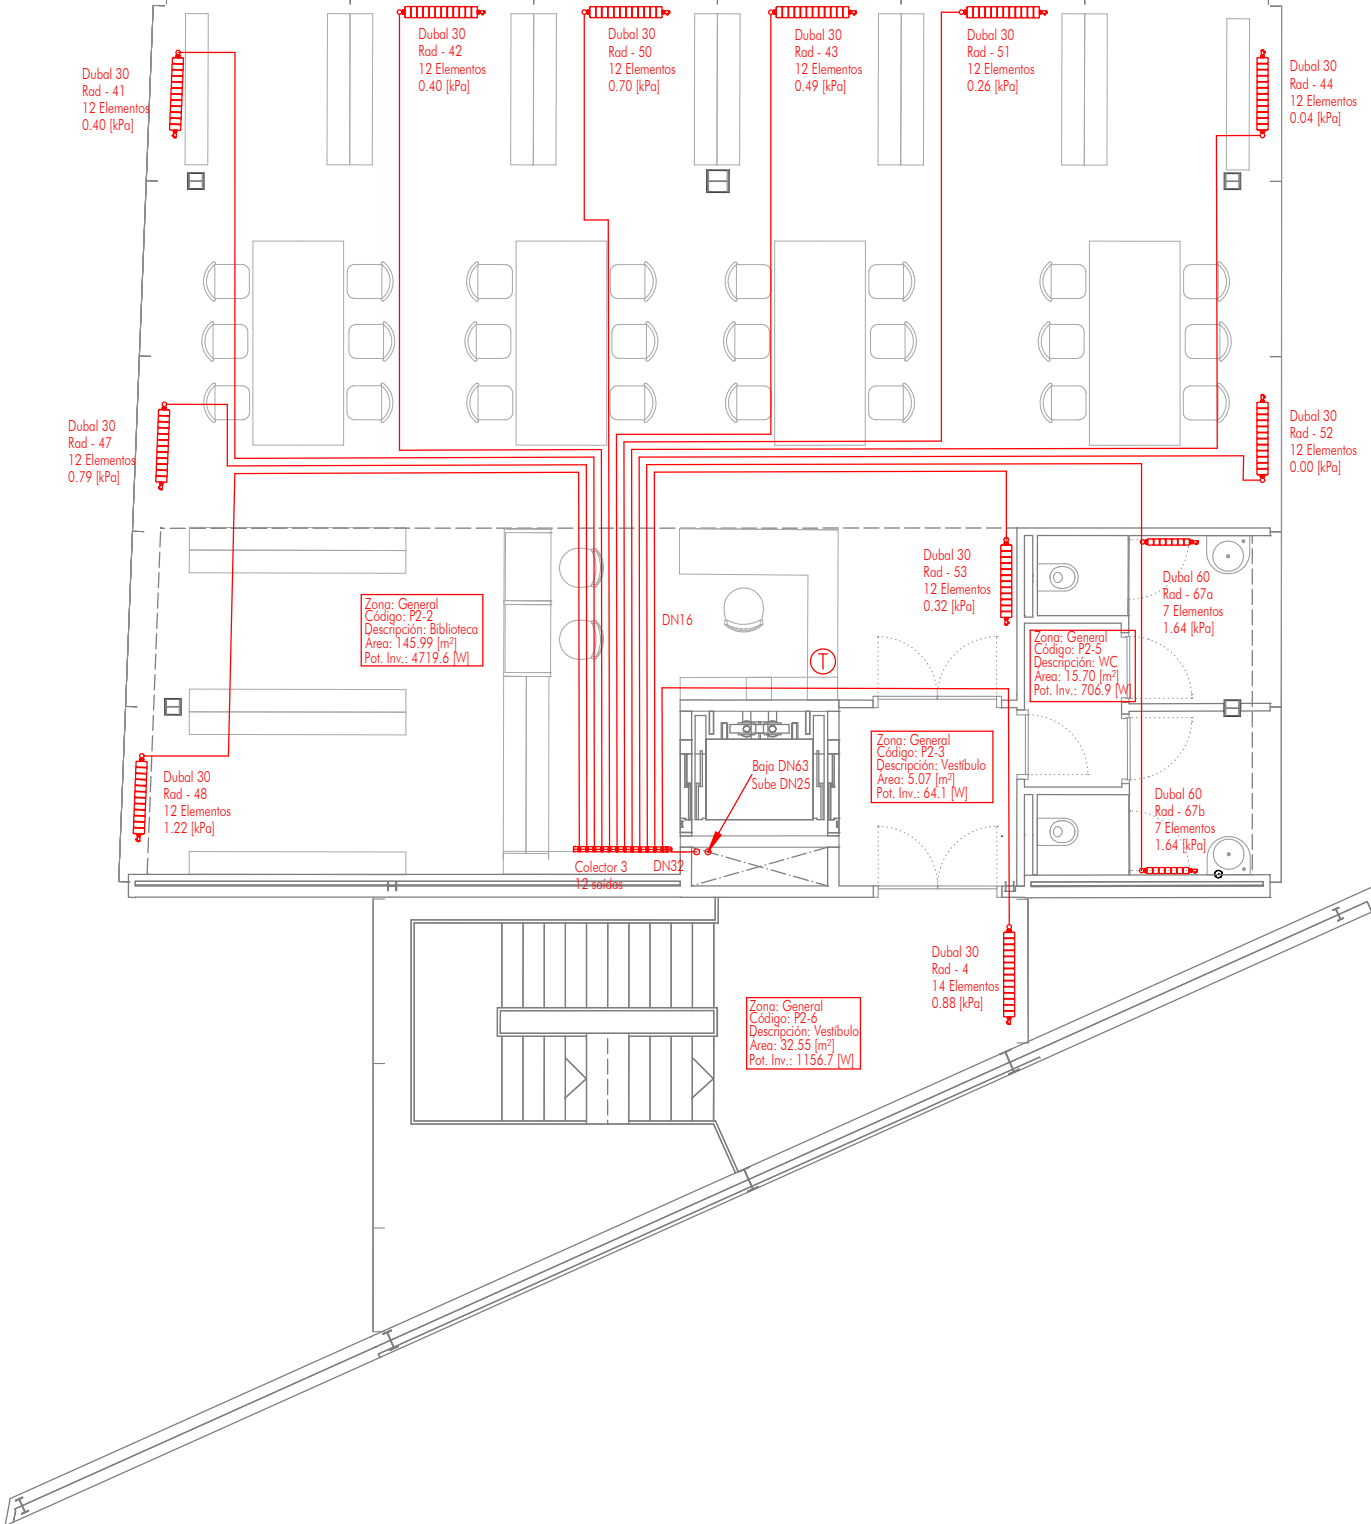 Dubal 30
Rad - 42
12 Elementos
0.40 [kPa]
Dubal 30
Rad - 50
12 Elementos
0.70 [kPa]
Dubal 30
Rad - 43
12 Elementos
0.49 [kPa]
Dubal 30
Rad - 51
12 Elementos
0.26 [kPa]
Dubal 30
Rad - 41
12 Elementos
0.40 [kPa]
Dubal 30
Rad - 44
12 Elementos
0.04 [kPa]
Dubal 30
Rad - 47
12 Elementos
0.79 [kPa]
Dubal 30
Rad - 52
12 Elementos
0.00 [kPa]
Dubal 30
Rad - 53
12 Elementos
0.32 [kPa]
Dubal 60
Rad - 67a
7 Elementos
1.64 [kPa]
Zona: General
Código: P2-2
Descripción: Biblioteca
Área: 145.99 [m²]
Pot. Inv.: 4719.6 [W]
DN16
T
Zona: General
Código: P2-5
Descripción: WC
Área: 15.70 [m²]
Pot. Inv.: 706.9 [W]
Zona: General
Código: P2-3
Descripción: Vestíbulo
Área: 5.07 [m²]
Pot. Inv.: 64.1 [W]
Baja DN63
Sube DN25
Dubal 30
Rad - 48
12 Elementos
1.22 [kPa]
Dubal 60
Rad - 67b
7 Elementos
1.64 [kPa]
Colector 3
12 salidas
DN32
Dubal 30
Rad - 4
14 Elementos
0.88 [kPa]
Zona: General
Código: P2-6
Descripción: Vestíbulo
Área: 32.55 [m²]
Pot. Inv.: 1156.7 [W]